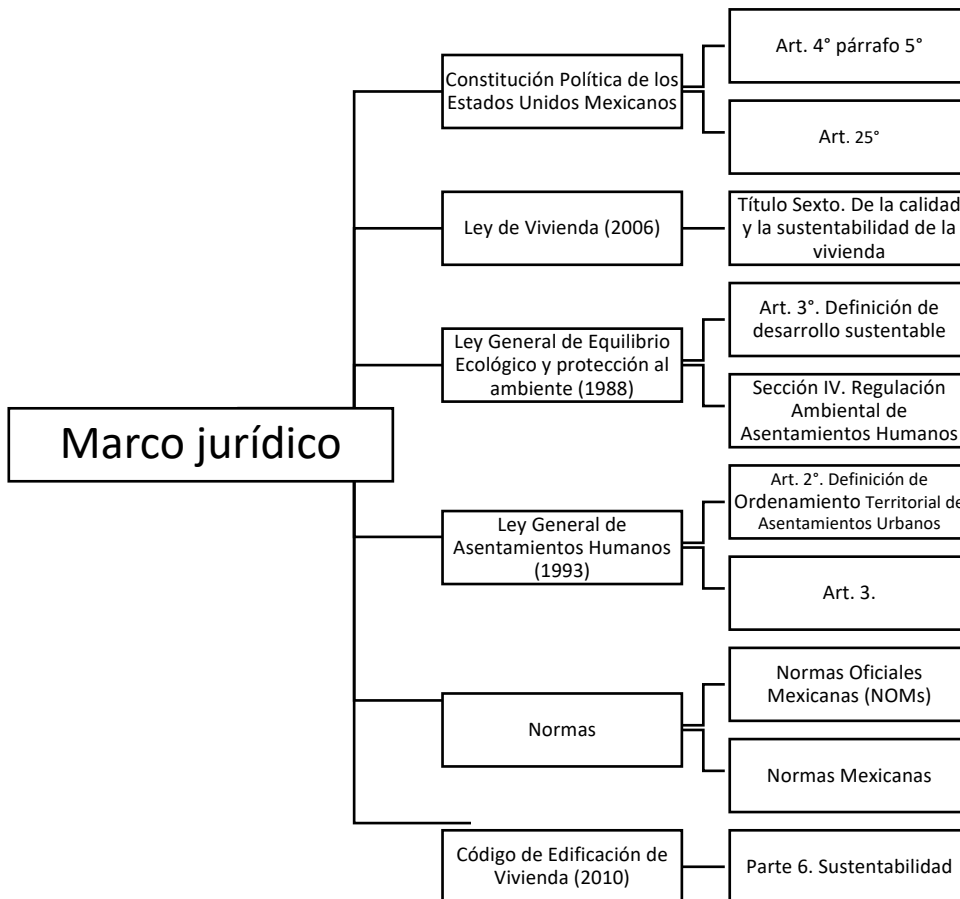 Marco jurídico
Constitución Política de los
Estados Unidos Mexicanos
Art. 4° párrafo 5°
Art. 25°
Ley de Vivienda (2006)
Título Sexto. De la calidad
y la sustentabilidad de la
vivienda
Ley General de Equilibrio
Ecológico y protección al
ambiente (1988)
Art. 3°. Definición de
desarrollo sustentable
Sección IV. Regulación
Ambiental de
Asentamientos Humanos
Ley General de
Asentamientos Humanos
(1993)
Art. 2°. Definición de
Ordenamiento Territorial de
Asentamientos Urbanos
Art. 3.
Normas
Normas Oficiales
Mexicanas (NOMs)
Normas Mexicanas
Código de Edificación de
Vivienda (2010)
Parte 6. Sustentabilidad